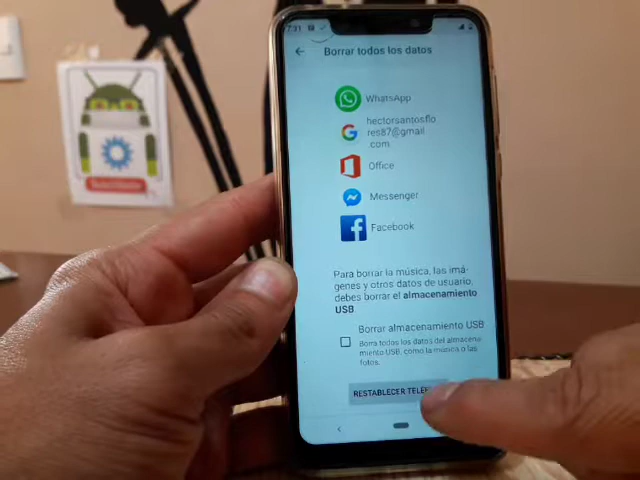 7:31
Borrar todos los datos
WhatsApp
hectorsantosflo
res87@gmail
.com
Office
Messenger
Facebook
Para borrar la música, las imá-
genes y otros datos de usuario,
debes borrar el almacenamiento
USB
Borrar almacenamiento USB
Borra todos los datos del almacena-
miento USB, como la música o las
fotos.
RESTABLECER